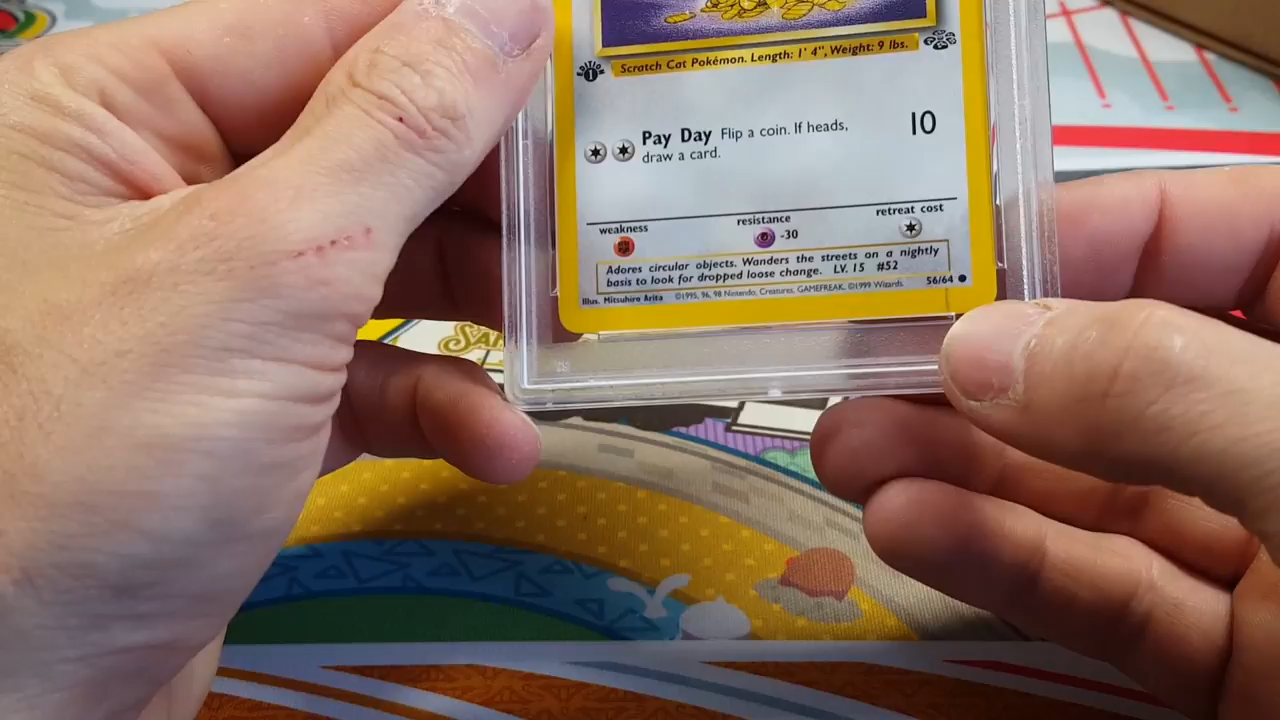 Scratch Cat Pokémon. Length: 1' 4", Weight: 9 lbs.
EDITION
1
Pay Day Flip a coin. If heads,
draw a card.
10
weakness
resistance
retreat cost
-30
Adores circular objects. Wanders the streets on a nightly
basis to look for dropped loose change. LV. 15 #52
Illus. Mitsuhiro Arita ©1995, 96, 98 Nintendo, Creatures, GAMEFREAK. ©1999 Wizards. 56/64